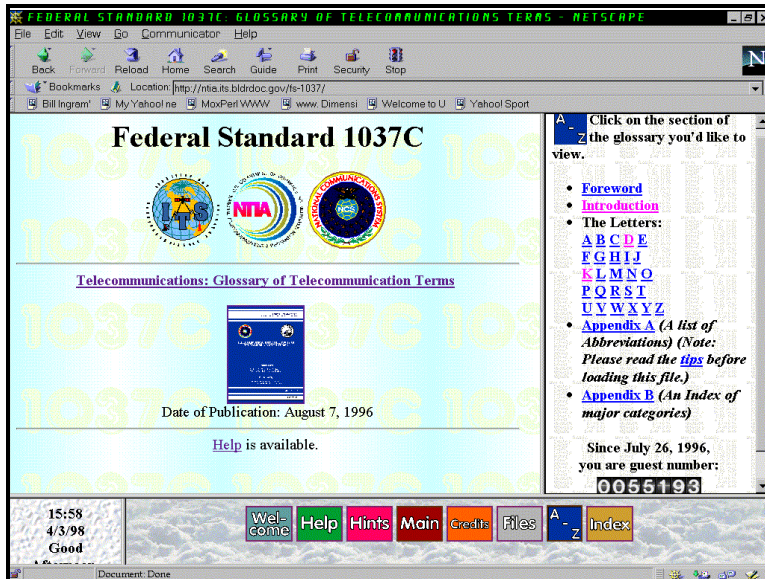 FEDERAL STANDARD 1037C: GLOSSARY OF TELECOMMUNICATIONS TERMS - NETSCAPE
File Edit View Go Communicator Help
Back Forward Reload Home Search Guide Print Security Stop
N
Bookmarks Location: http://ntia.its.bldrdoc.gov/fs-1037/
Bill Ingram' My Yahoo! ne MoxPerl WWW www. Dimensi Welcome to U Yahoo! Sport
Federal Standard 1037C
ITS
NTIA
NATIONAL COMMUNICATIONS SYSTEM
NCS
Telecommunications: Glossary of Telecommunication Terms
Date of Publication: August 7, 1996
Help is available.
A - Z Click on the section of
the glossary you'd like to
view.
Foreword
Introduction
The Letters:
A B C D E
F G H I J
K L M N O
P Q R S T
U V W X Y Z
Appendix A (A list of
Abbreviations) (Note:
Please read the tips before
loading this file.)
Appendix B (An Index of
major categories)
Since July 26, 1996,
you are guest number:
0055193
15:58
4/3/98
Good
Afternoon
Wel-
come
Help
Hints
Main
Credits
Files
A - Z
Index
Document: Done